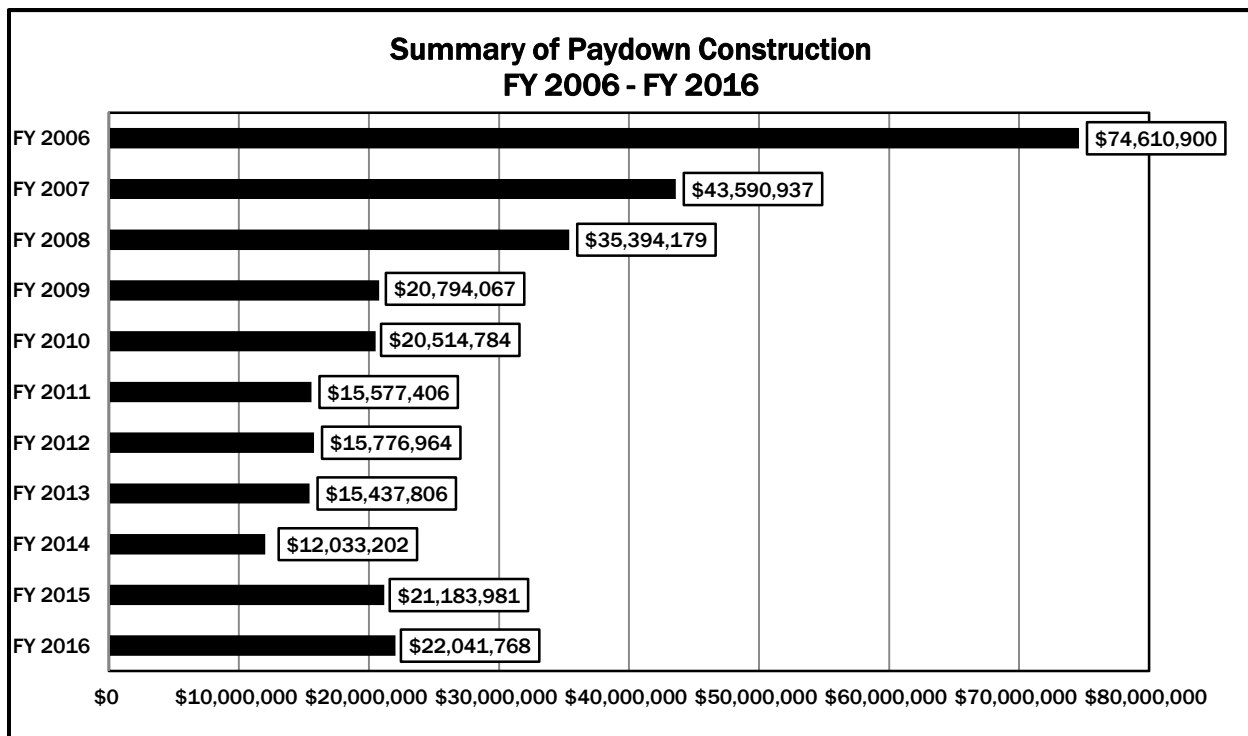 Summary of Paydown Construction
FY 2006 - FY 2016
FY 2006 $74,610,900
FY 2007 $43,590,937
FY 2008 $35,394,179
FY 2009 $20,794,067
FY 2010 $20,514,784
FY 2011 $15,577,406
FY 2012 $15,776,964
FY 2013 $15,437,806
FY 2014 $12,033,202
FY 2015 $21,183,981
FY 2016 $22,041,768
$0 $10,000,000 $20,000,000 $30,000,000 $40,000,000 $50,000,000 $60,000,000 $70,000,000 $80,000,000